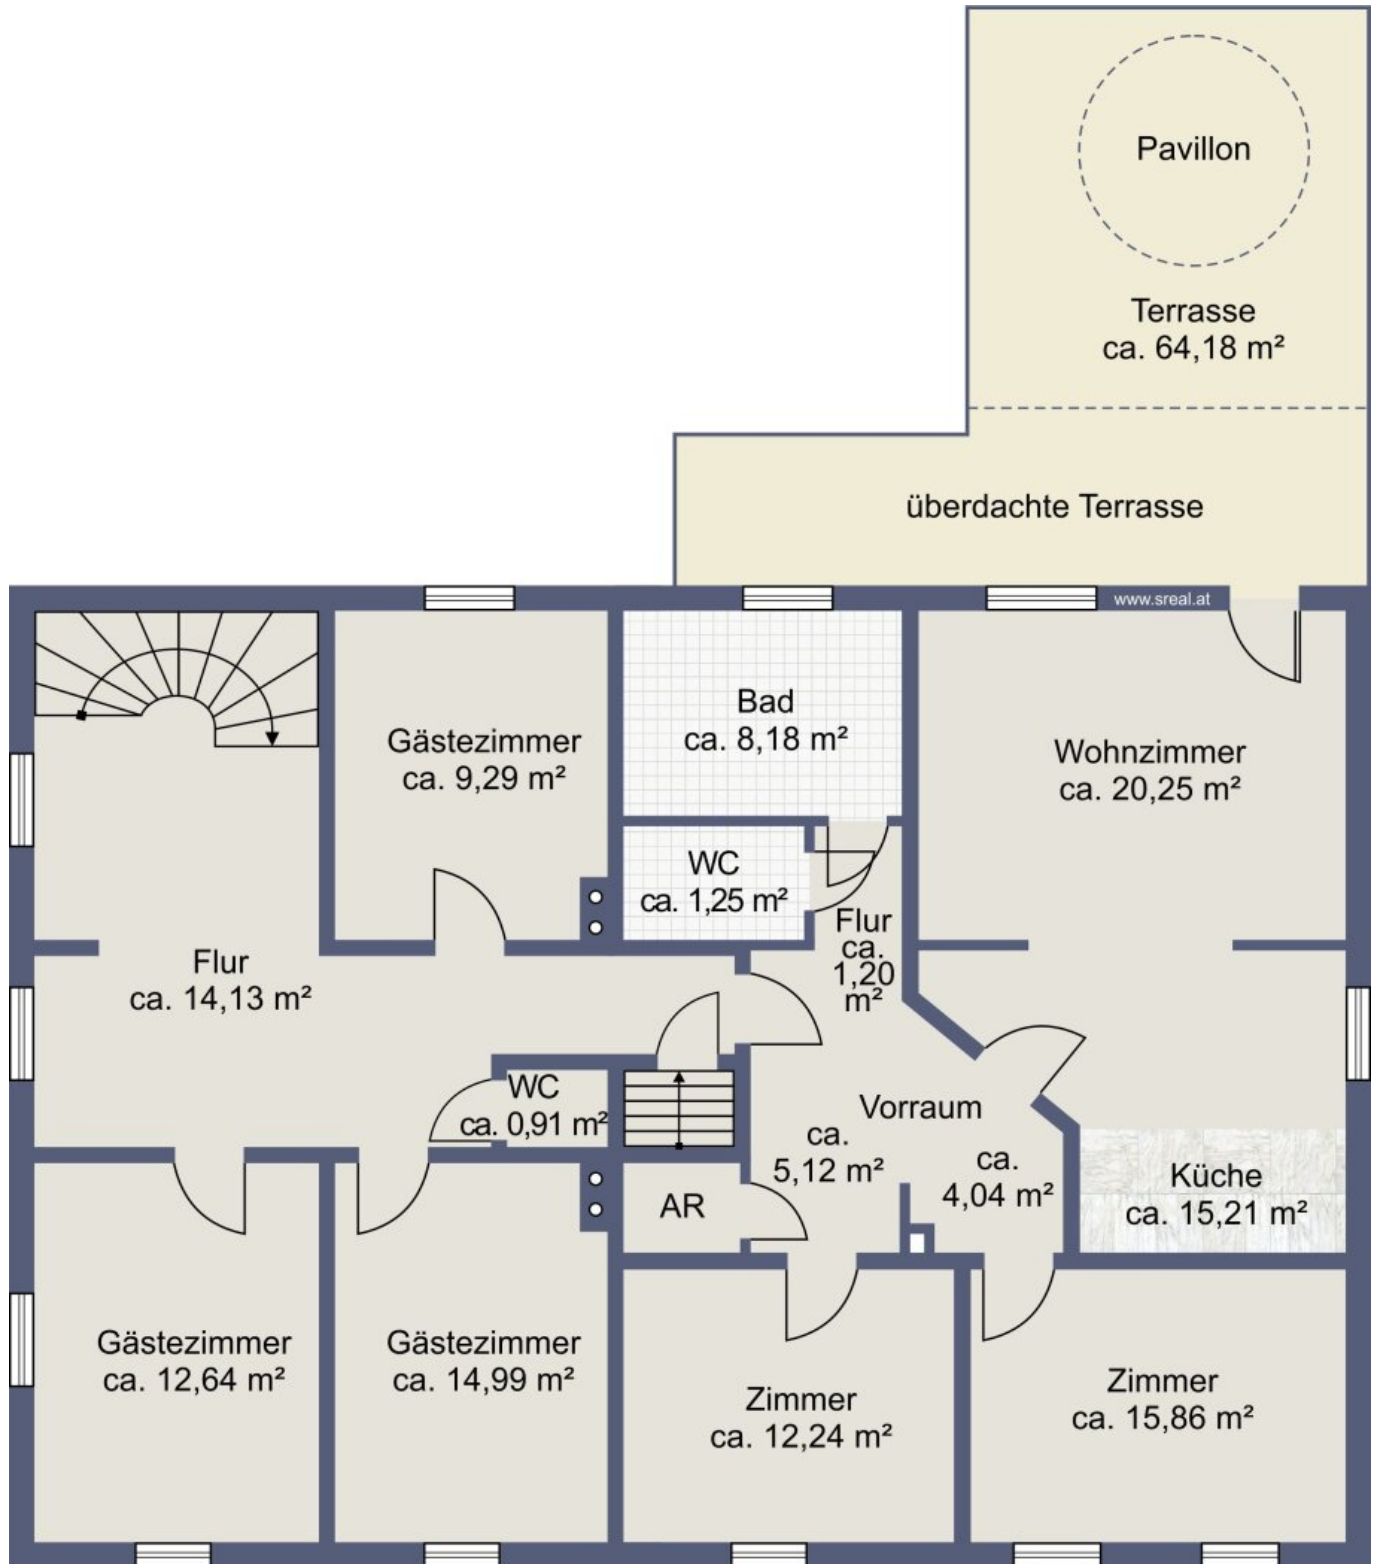 Pavillon
Terrasse
ca. 64,18 m²
überdachte Terrasse
www.sreal.at
Gästezimmer
ca. 9,29 m²
Bad
ca. 8,18 m²
Wohnzimmer
ca. 20,25 m²
WC
ca. 1,25 m²
Flur
ca.
1,20
m²
Flur
ca. 14,13 m²
WC
ca. 0,91 m²
Vorraum
ca.
5,12 m²
ca.
4,04 m²
Küche
ca. 15,21 m²
AR
Gästezimmer
ca. 12,64 m²
Gästezimmer
ca. 14,99 m²
Zimmer
ca. 12,24 m²
Zimmer
ca. 15,86 m²